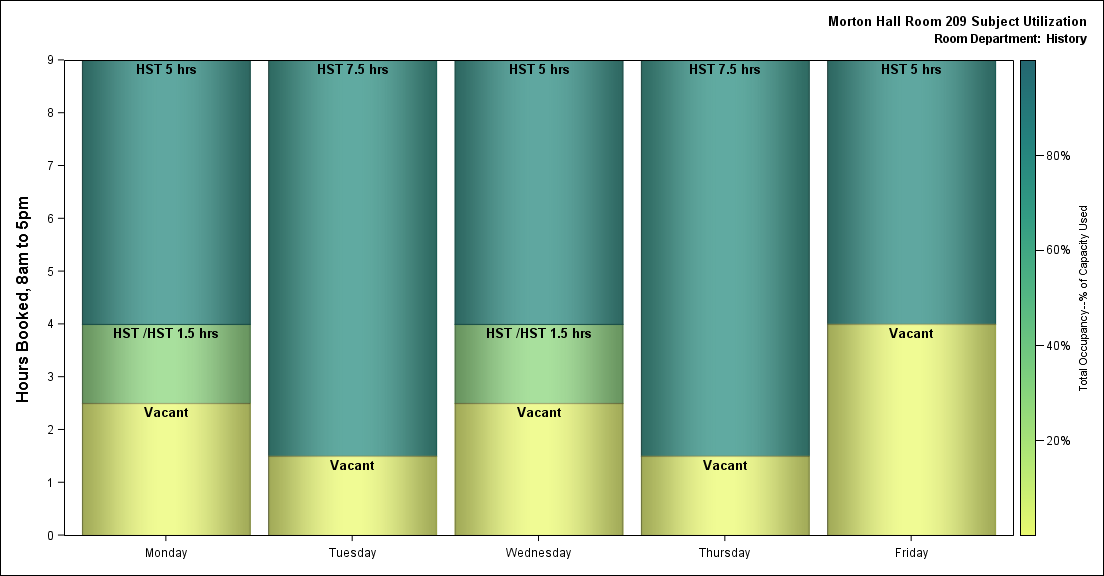 Morton Hall Room 209 Subject Utilization
Room Department: History
Hours Booked, 8am to 5pm
9
8
7
6
5
4
3
2
1
0
HST 5 hrs
HST 7.5 hrs
HST 5 hrs
HST 7.5 hrs
HST 5 hrs
HST /HST 1.5 hrs
HST /HST 1.5 hrs
Vacant
Vacant
Vacant
Vacant
Vacant
Monday
Tuesday
Wednesday
Thursday
Friday
80%
60%
40%
20%
Total Occupancy--% of Capacity Used